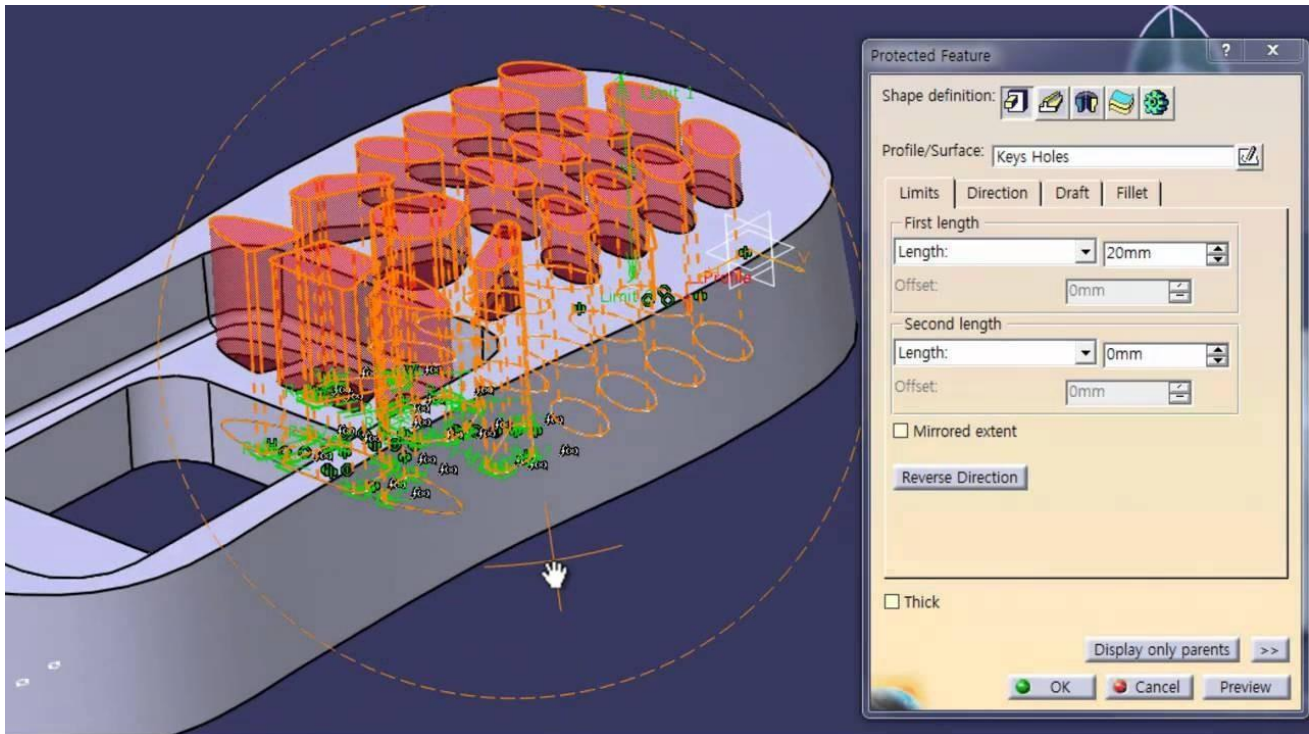 Protected Feature
? X
Shape definition:
Profile/Surface: Keys Holes
Limits Direction Draft Fillet
First length
Length: 20mm
Offset: 0mm
Second length
Length: 0mm
Offset: 0mm
Mirrored extent
Reverse Direction
Thick
Display only parents >>
OK Cancel Preview
Limit 1
Profile
Limit
Y